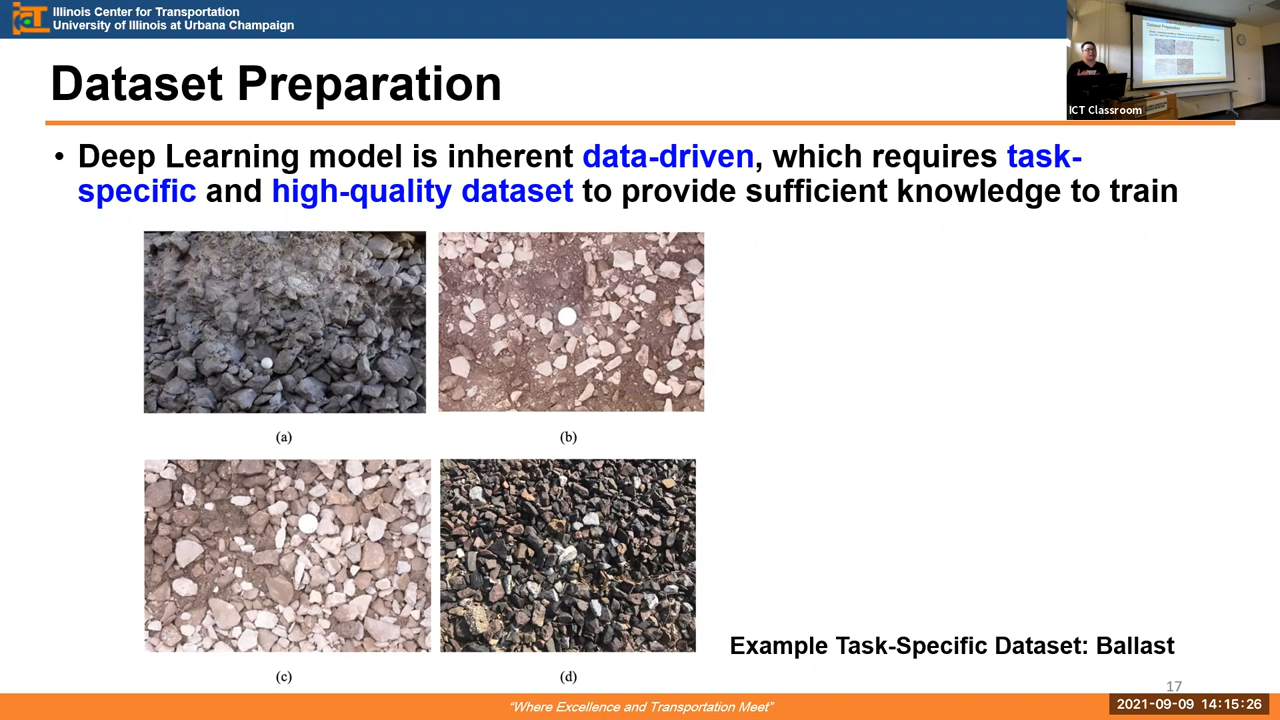 Illinois Center for Transportation
University of Illinois at Urbana Champaign
ICT Classroom
Dataset Preparation
• Deep Learning model is inherent data-driven, which requires task-
specific and high-quality dataset to provide sufficient knowledge to train
(a)
(b)
(c)
(d)
Example Task-Specific Dataset: Ballast
17
“Where Excellence and Transportation Meet”
2021-09-09 14:15:26